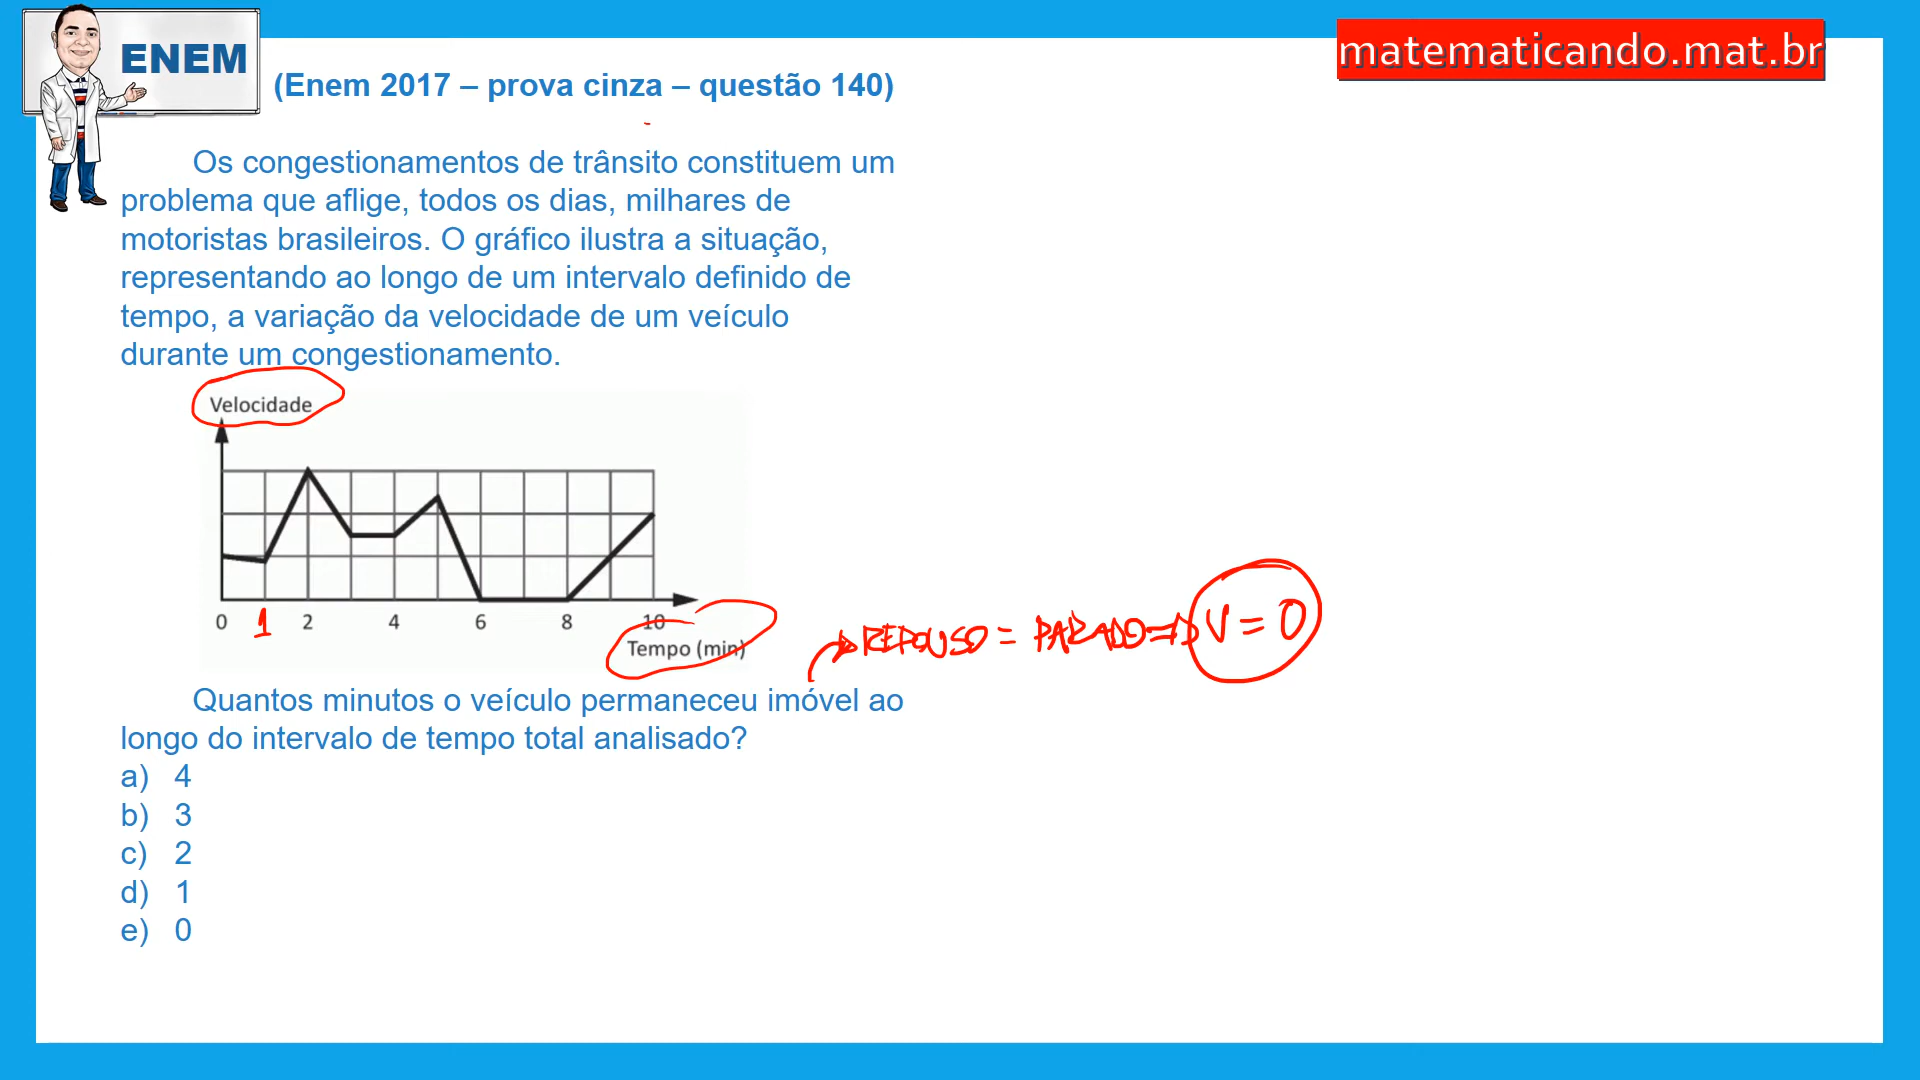 ENEM
matematicando.mat.br
(Enem 2017 – prova cinza – questão 140)
Os congestionamentos de trânsito constituem um
problema que aflige, todos os dias, milhares de
motoristas brasileiros. O gráfico ilustra a situação,
representando ao longo de um intervalo definido de
tempo, a variação da velocidade de um veículo
durante um congestionamento.
Velocidade
0 1 2 4 6 8 10
Tempo (min)
REPOUSO = PARADO => V = 0
Quantos minutos o veículo permaneceu imóvel ao
longo do intervalo de tempo total analisado?
a) 4
b) 3
c) 2
d) 1
e) 0